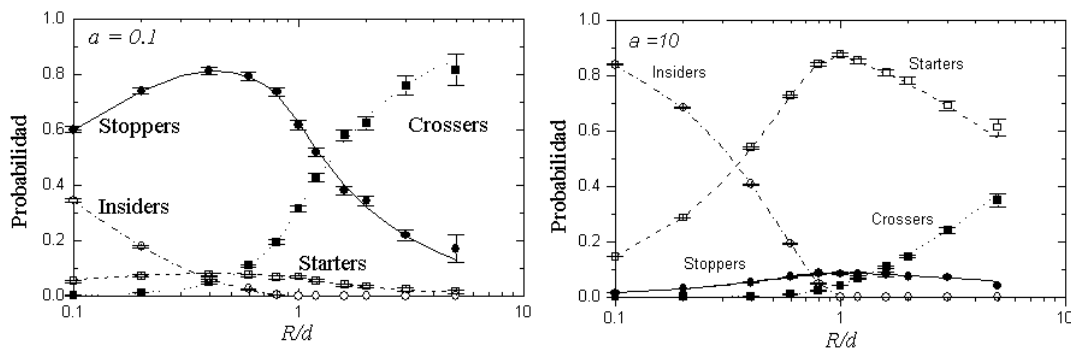 a = 0.1
Probabilidad
1.0
0.8
0.6
0.4
0.2
0.0
Stoppers
Crossers
Insiders
Starters
0.1
1
10
R/d
a =10
Probabilidad
1.0
0.8
0.6
0.4
0.2
0.0
Insiders
Starters
Crossers
Stoppers
0.1
1
10
R/d